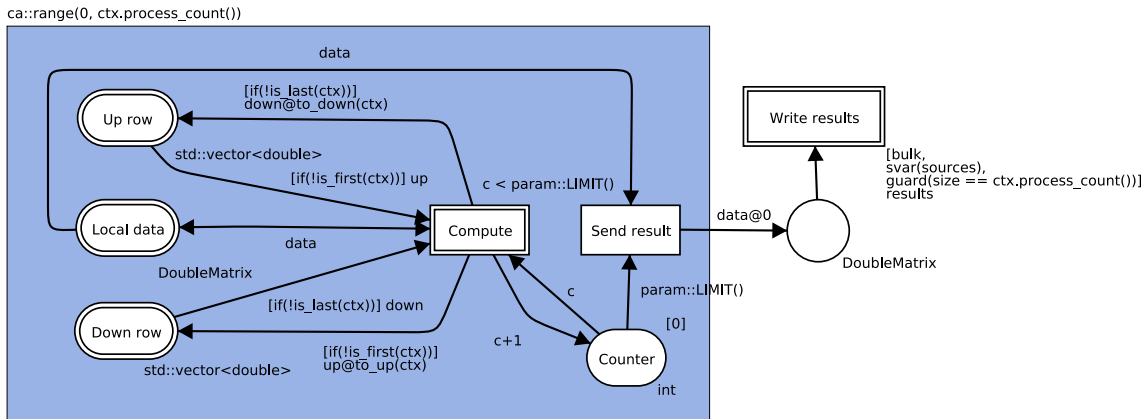 ca::range(0, ctx.process_count())
data
[if(!is_last(ctx))]
down@to_down(ctx)
Up row
Write results
std::vector<double>
[bulk,
svar(sources),
guard(size == ctx.process_count())]
results
[if(!is_first(ctx))] up
c < param::LIMIT()
data@0
Local data
Compute
Send result
data
DoubleMatrix
DoubleMatrix
[if(!is_last(ctx))] down
c
param::LIMIT()
[0]
Down row
c+1
[if(!is_first(ctx))]
up@to_up(ctx)
Counter
std::vector<double>
int